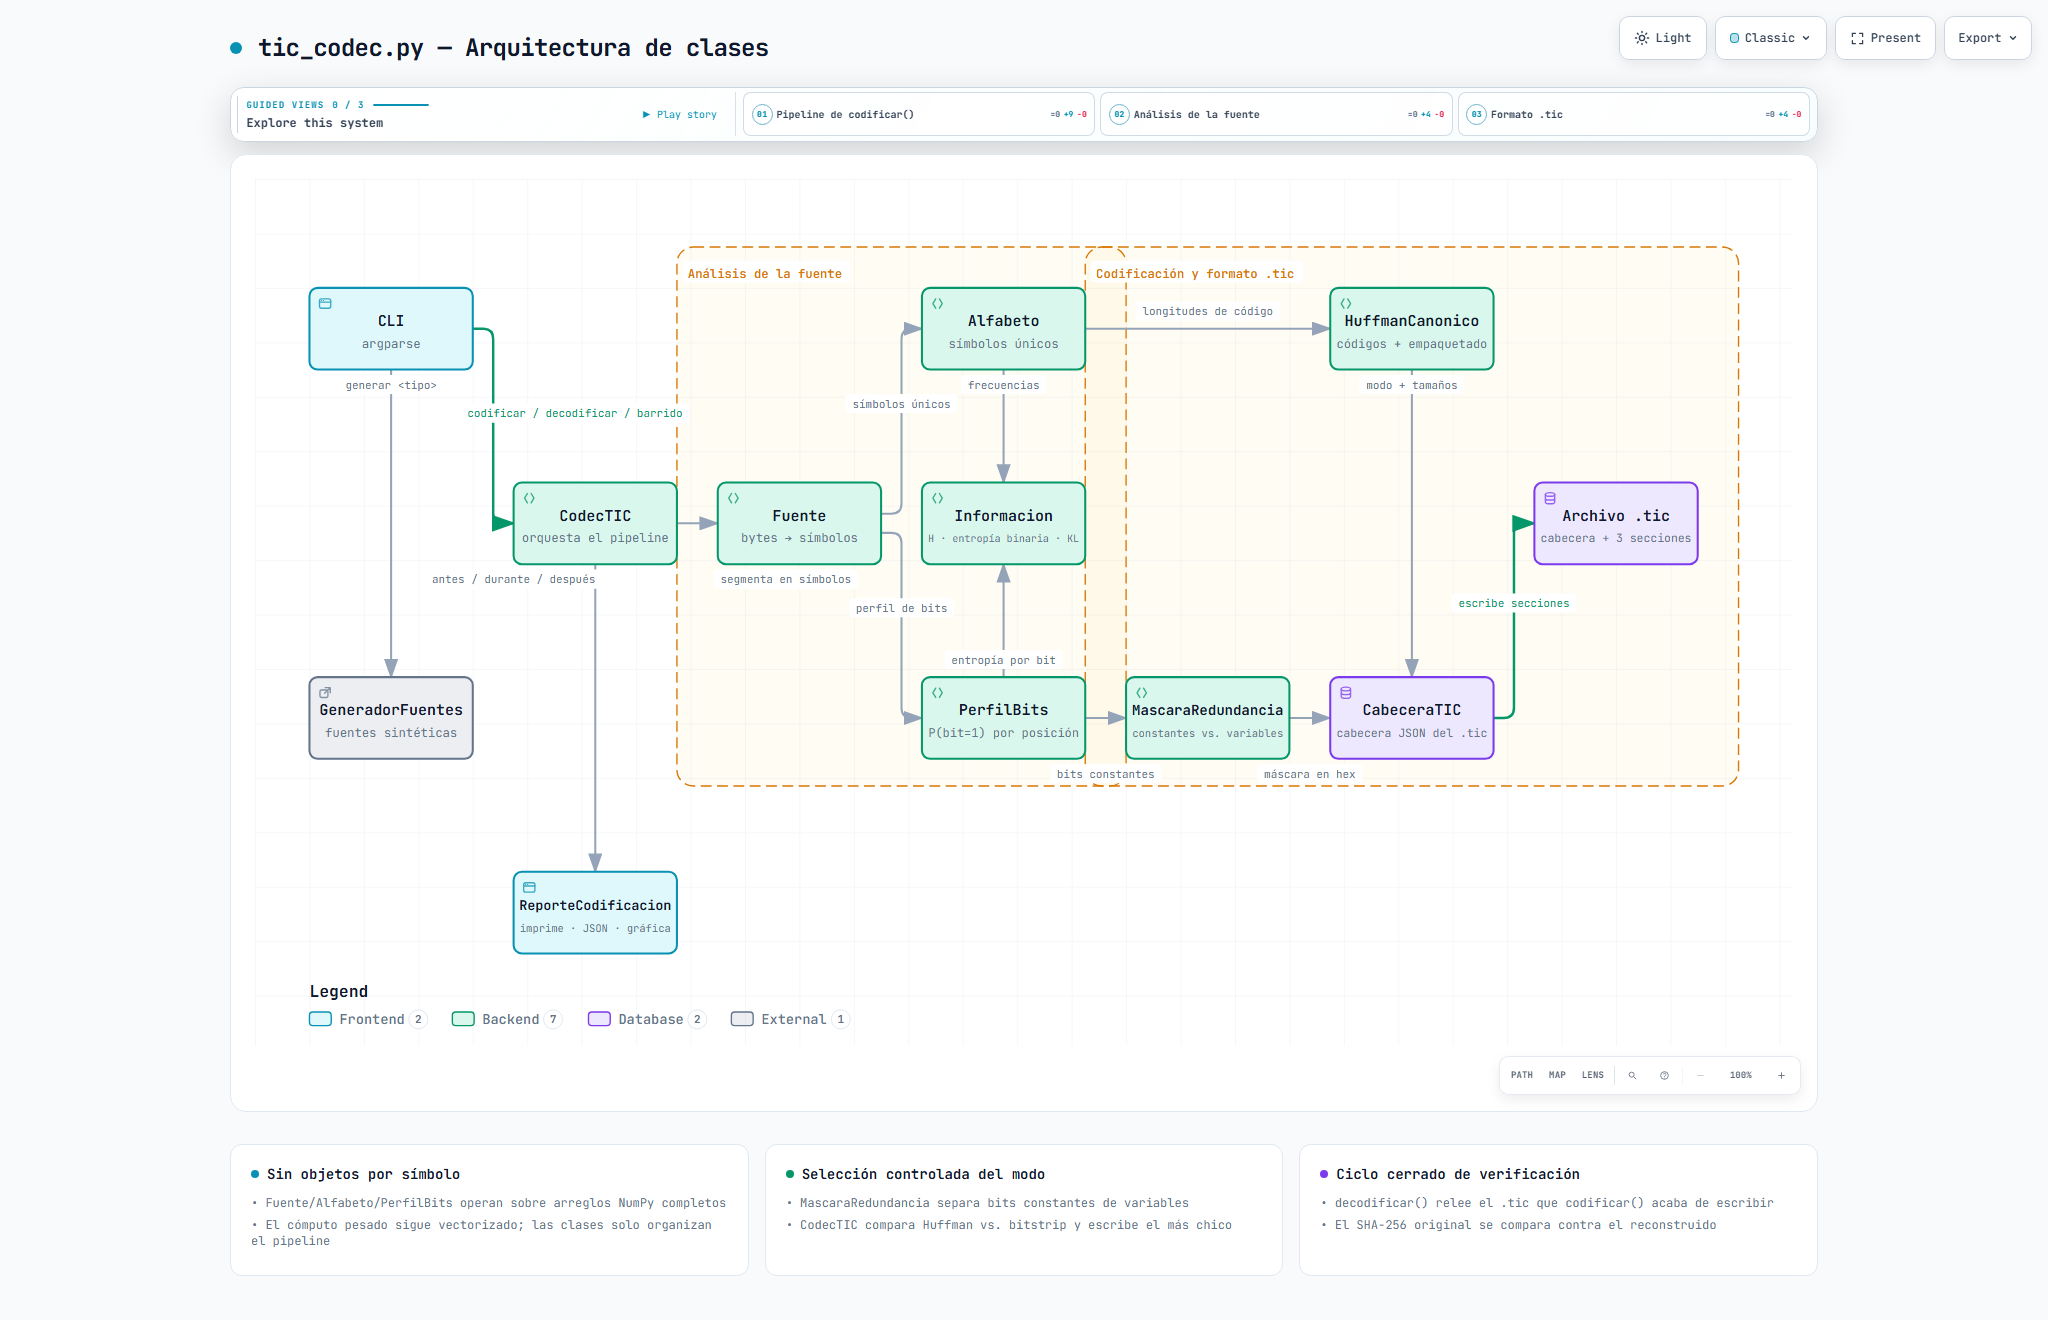 tic_codec.py — Arquitectura de clases
Light
Classic
Present
Export
GUIDED VIEWS 0 / 3
Explore this system
▶ Play story
01 Pipeline de codificar() =0 +9 -0
02 Análisis de la fuente =0 +4 -0
03 Formato .tic =0 +4 -0
Análisis de la fuente
Codificación y formato .tic
CLI
argparse
Alfabeto
símbolos únicos
longitudes de código
HuffmanCanonico
códigos + empaquetado
generar <tipo>
codificar / decodificar / barrido
símbolos únicos
frecuencias
modo + tamaños
CodecTIC
orquesta el pipeline
Fuente
bytes → símbolos
Informacion
H · entropía binaria · KL
Archivo .tic
cabecera + 3 secciones
antes / durante / después
segmenta en símbolos
perfil de bits
escribe secciones
entropía por bit
GeneradorFuentes
fuentes sintéticas
PerfilBits
P(bit=1) por posición
MascaraRedundancia
constantes vs. variables
CabeceraTIC
cabecera JSON del .tic
bits constantes
máscara en hex
ReporteCodificacion
imprime · JSON · gráfica
Legend
Frontend 2
Backend 7
Database 2
External 1
PATH MAP LENS − 100% +
Sin objetos por símbolo
• Fuente/Alfabeto/PerfilBits operan sobre arreglos NumPy completos
• El cómputo pesado sigue vectorizado; las clases solo organizan
el pipeline
Selección controlada del modo
• MascaraRedundancia separa bits constantes de variables
• CodecTIC compara Huffman vs. bitstrip y escribe el más chico
Ciclo cerrado de verificación
• decodificar() relee el .tic que codificar() acaba de escribir
• El SHA-256 original se compara contra el reconstruido